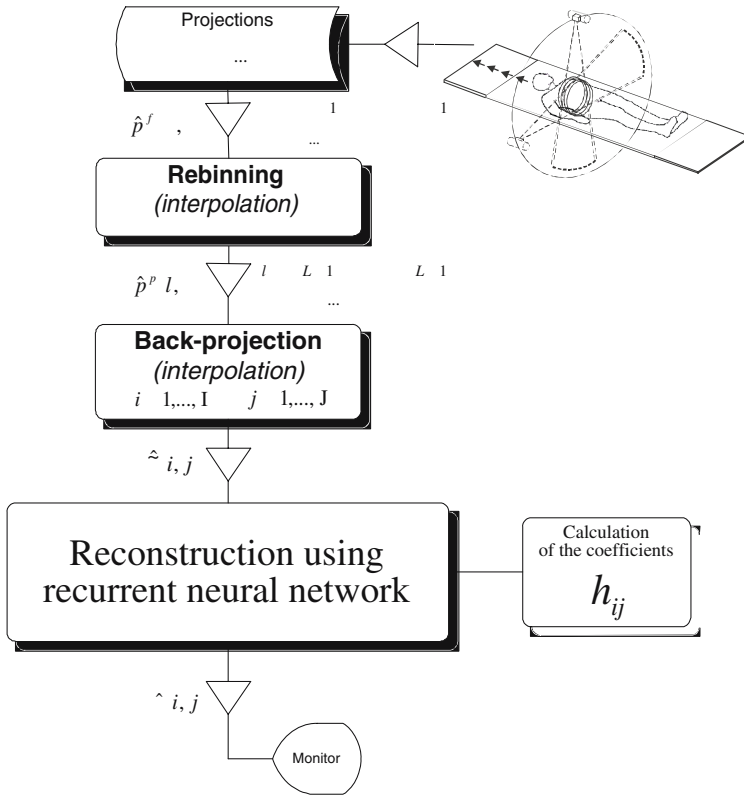 Projections
...
p̂ f ,
1 1
...
Rebinning
(interpolation)
p̂ p l,
l L 1 L 1
...
Back-projection
(interpolation)
i 1,..., I j 1,..., J
≈̂ i, j
Reconstruction using
recurrent neural network
Calculation
of the coefficients
h ij
ˆ i, j
Monitor